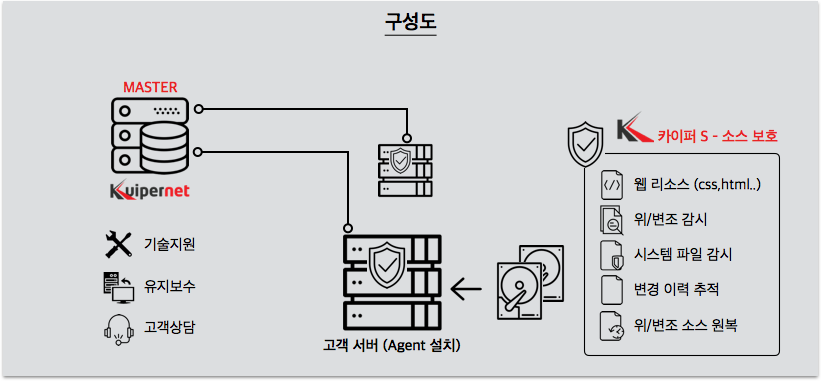 구성도
MASTER
Kuipernet
기술지원
유지보수
고객상담
고객 서버 (Agent 설치)
카이퍼 S - 소스 보호
웹 리소스 (css,html..)
위/변조 감시
시스템 파일 감시
변경 이력 추적
위/변조 소스 원복